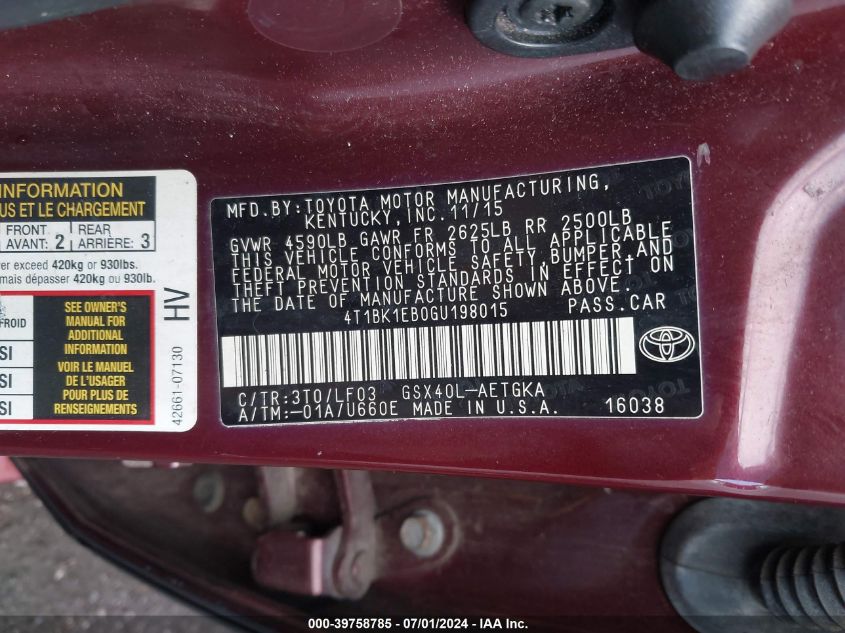 INFORMATION
US ET LE CHARGEMENT
FRONT
AVANT: 2
REAR
ARRIERE: 3
er exceed 420kg or 930lbs.
mais dépasser 420kg ou 930lb.
FROID
SI
SI
SEE OWNER'S
MANUAL FOR
ADDITIONAL
INFORMATION
VOIR LE MANUEL
DE L'USAGER
POUR PLUS DE
RENSEIGNEMENTS
HV
42661-07130
MFD.BY:TOYOTA MOTOR MANUFACTURING,
KENTUCKY,INC.11/15
GVWR 4590LB GAWR FR 2625LB RR 2500LB
THIS VEHICLE CONFORMS TO ALL APPLICABLE
FEDERAL MOTOR VEHICLE SAFETY,BUMPER,AND
THEFT PREVENTION STANDARDS IN EFFECT ON
THE DATE OF MANUFACTURE SHOWN ABOVE.
4T1BK1EB0GU198015 PASS.CAR
C/TR:3T0/LF03 GSX40L-AETGKA
A/TM:-01A/U660E MADE IN U.S.A. 16038
000-39758785 - 07/01/2024 - IAA Inc.